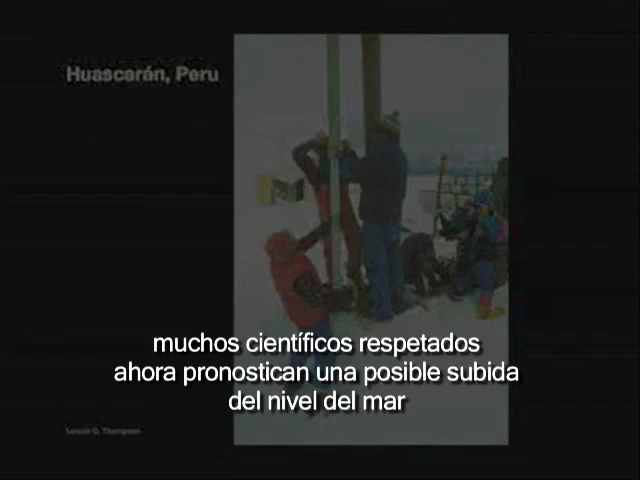 Huascarán, Peru
muchos científicos respetados
ahora pronostican una posible subida
del nivel del mar
Lonnie G. Thompson